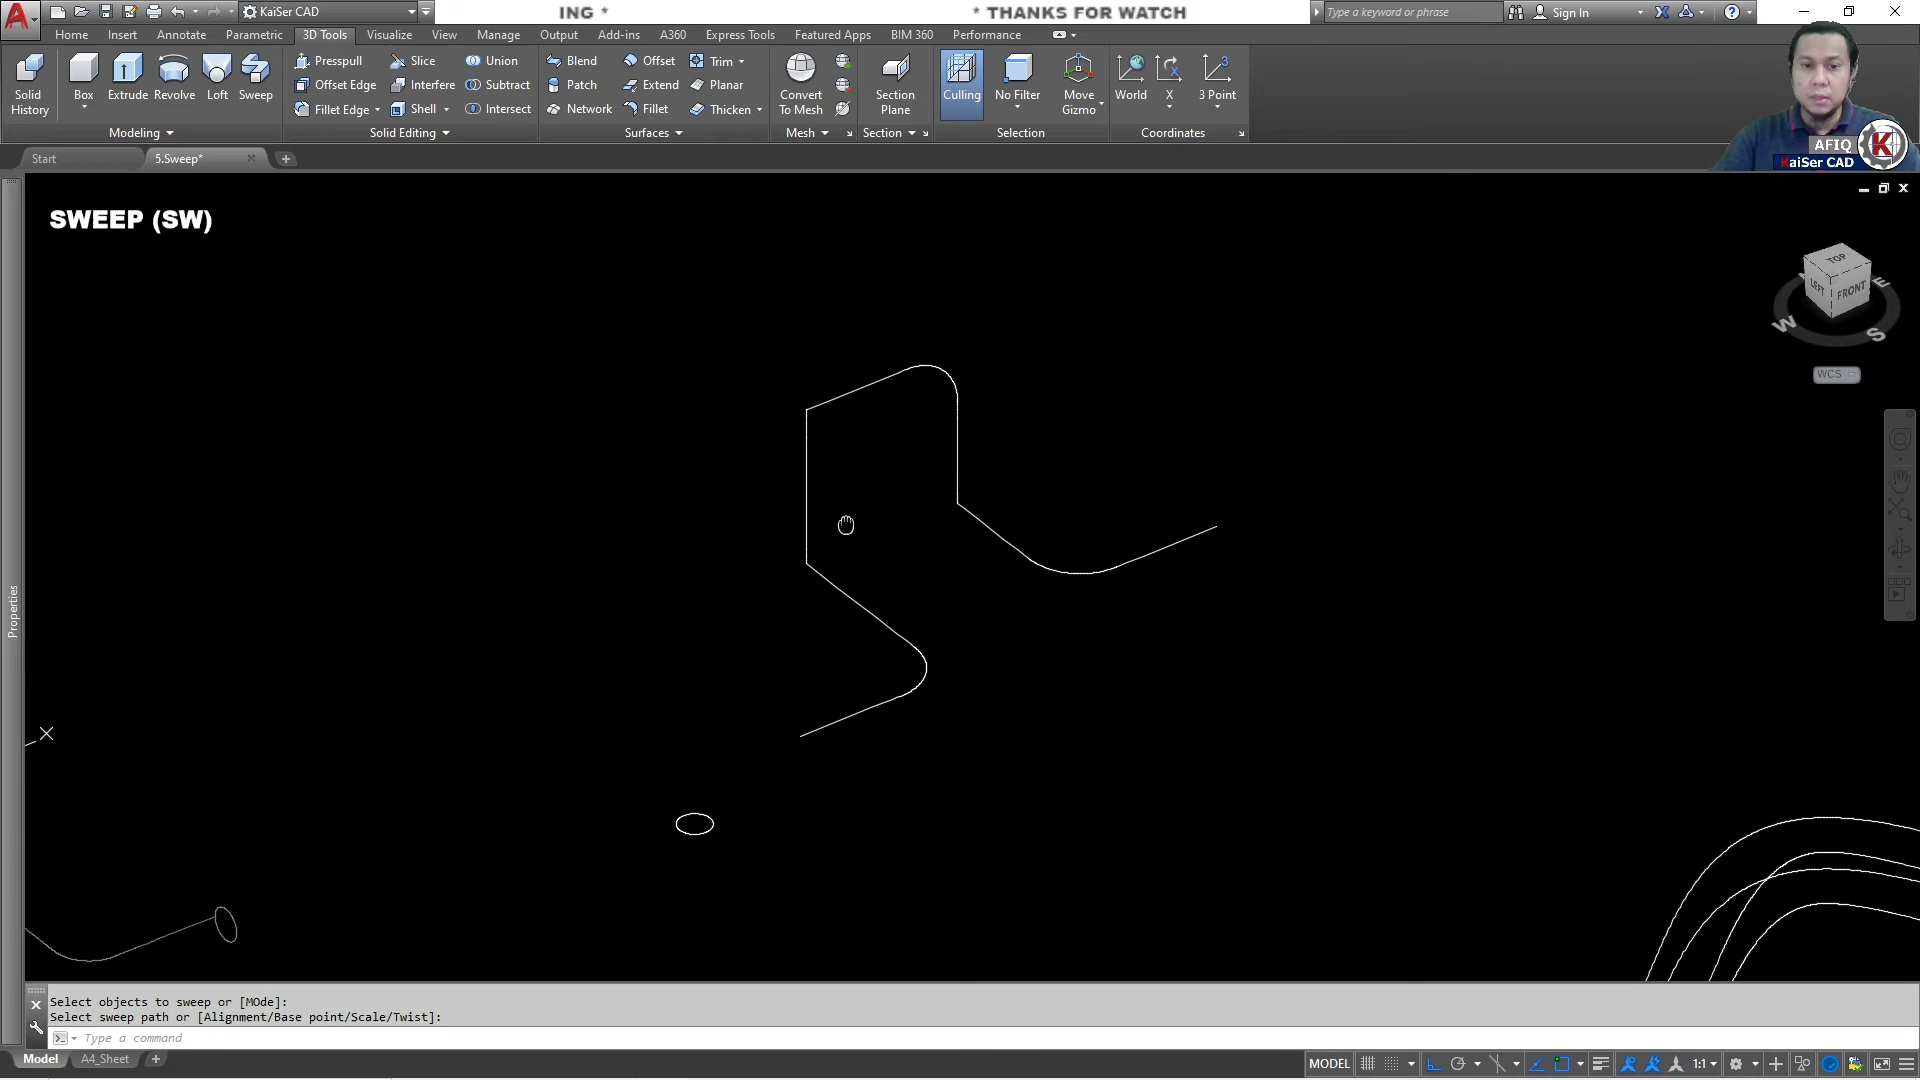 KaiSer CAD
ING *
* THANKS FOR WATCH
Type a keyword or phrase
Sign In
Home
Insert
Annotate
Parametric
3D Tools
Visualize
View
Manage
Output
Add-ins
A360
Express Tools
Featured Apps
BIM 360
Performance
Solid History
Box
Extrude
Revolve
Loft
Sweep
Presspull
Offset Edge
Fillet Edge
Slice
Interfere
Shell
Union
Subtract
Intersect
Blend
Patch
Network
Offset
Extend
Fillet
Trim
Planar
Thicken
Convert To Mesh
Section Plane
Culling
No Filter
Move Gizmo
World
X
3 Point
Modeling
Solid Editing
Surfaces
Mesh
Section
Selection
Coordinates
AFIQ
KaiSer CAD
Start
5.Sweep*
SWEEP (SW)
TOP
LEFT
FRONT
E
W
S
WCS
Properties
Select objects to sweep or [MOde]:
Select sweep path or [Alignment/Base point/Scale/Twist]:
Type a command
Model
A4_Sheet
MODEL
1:1